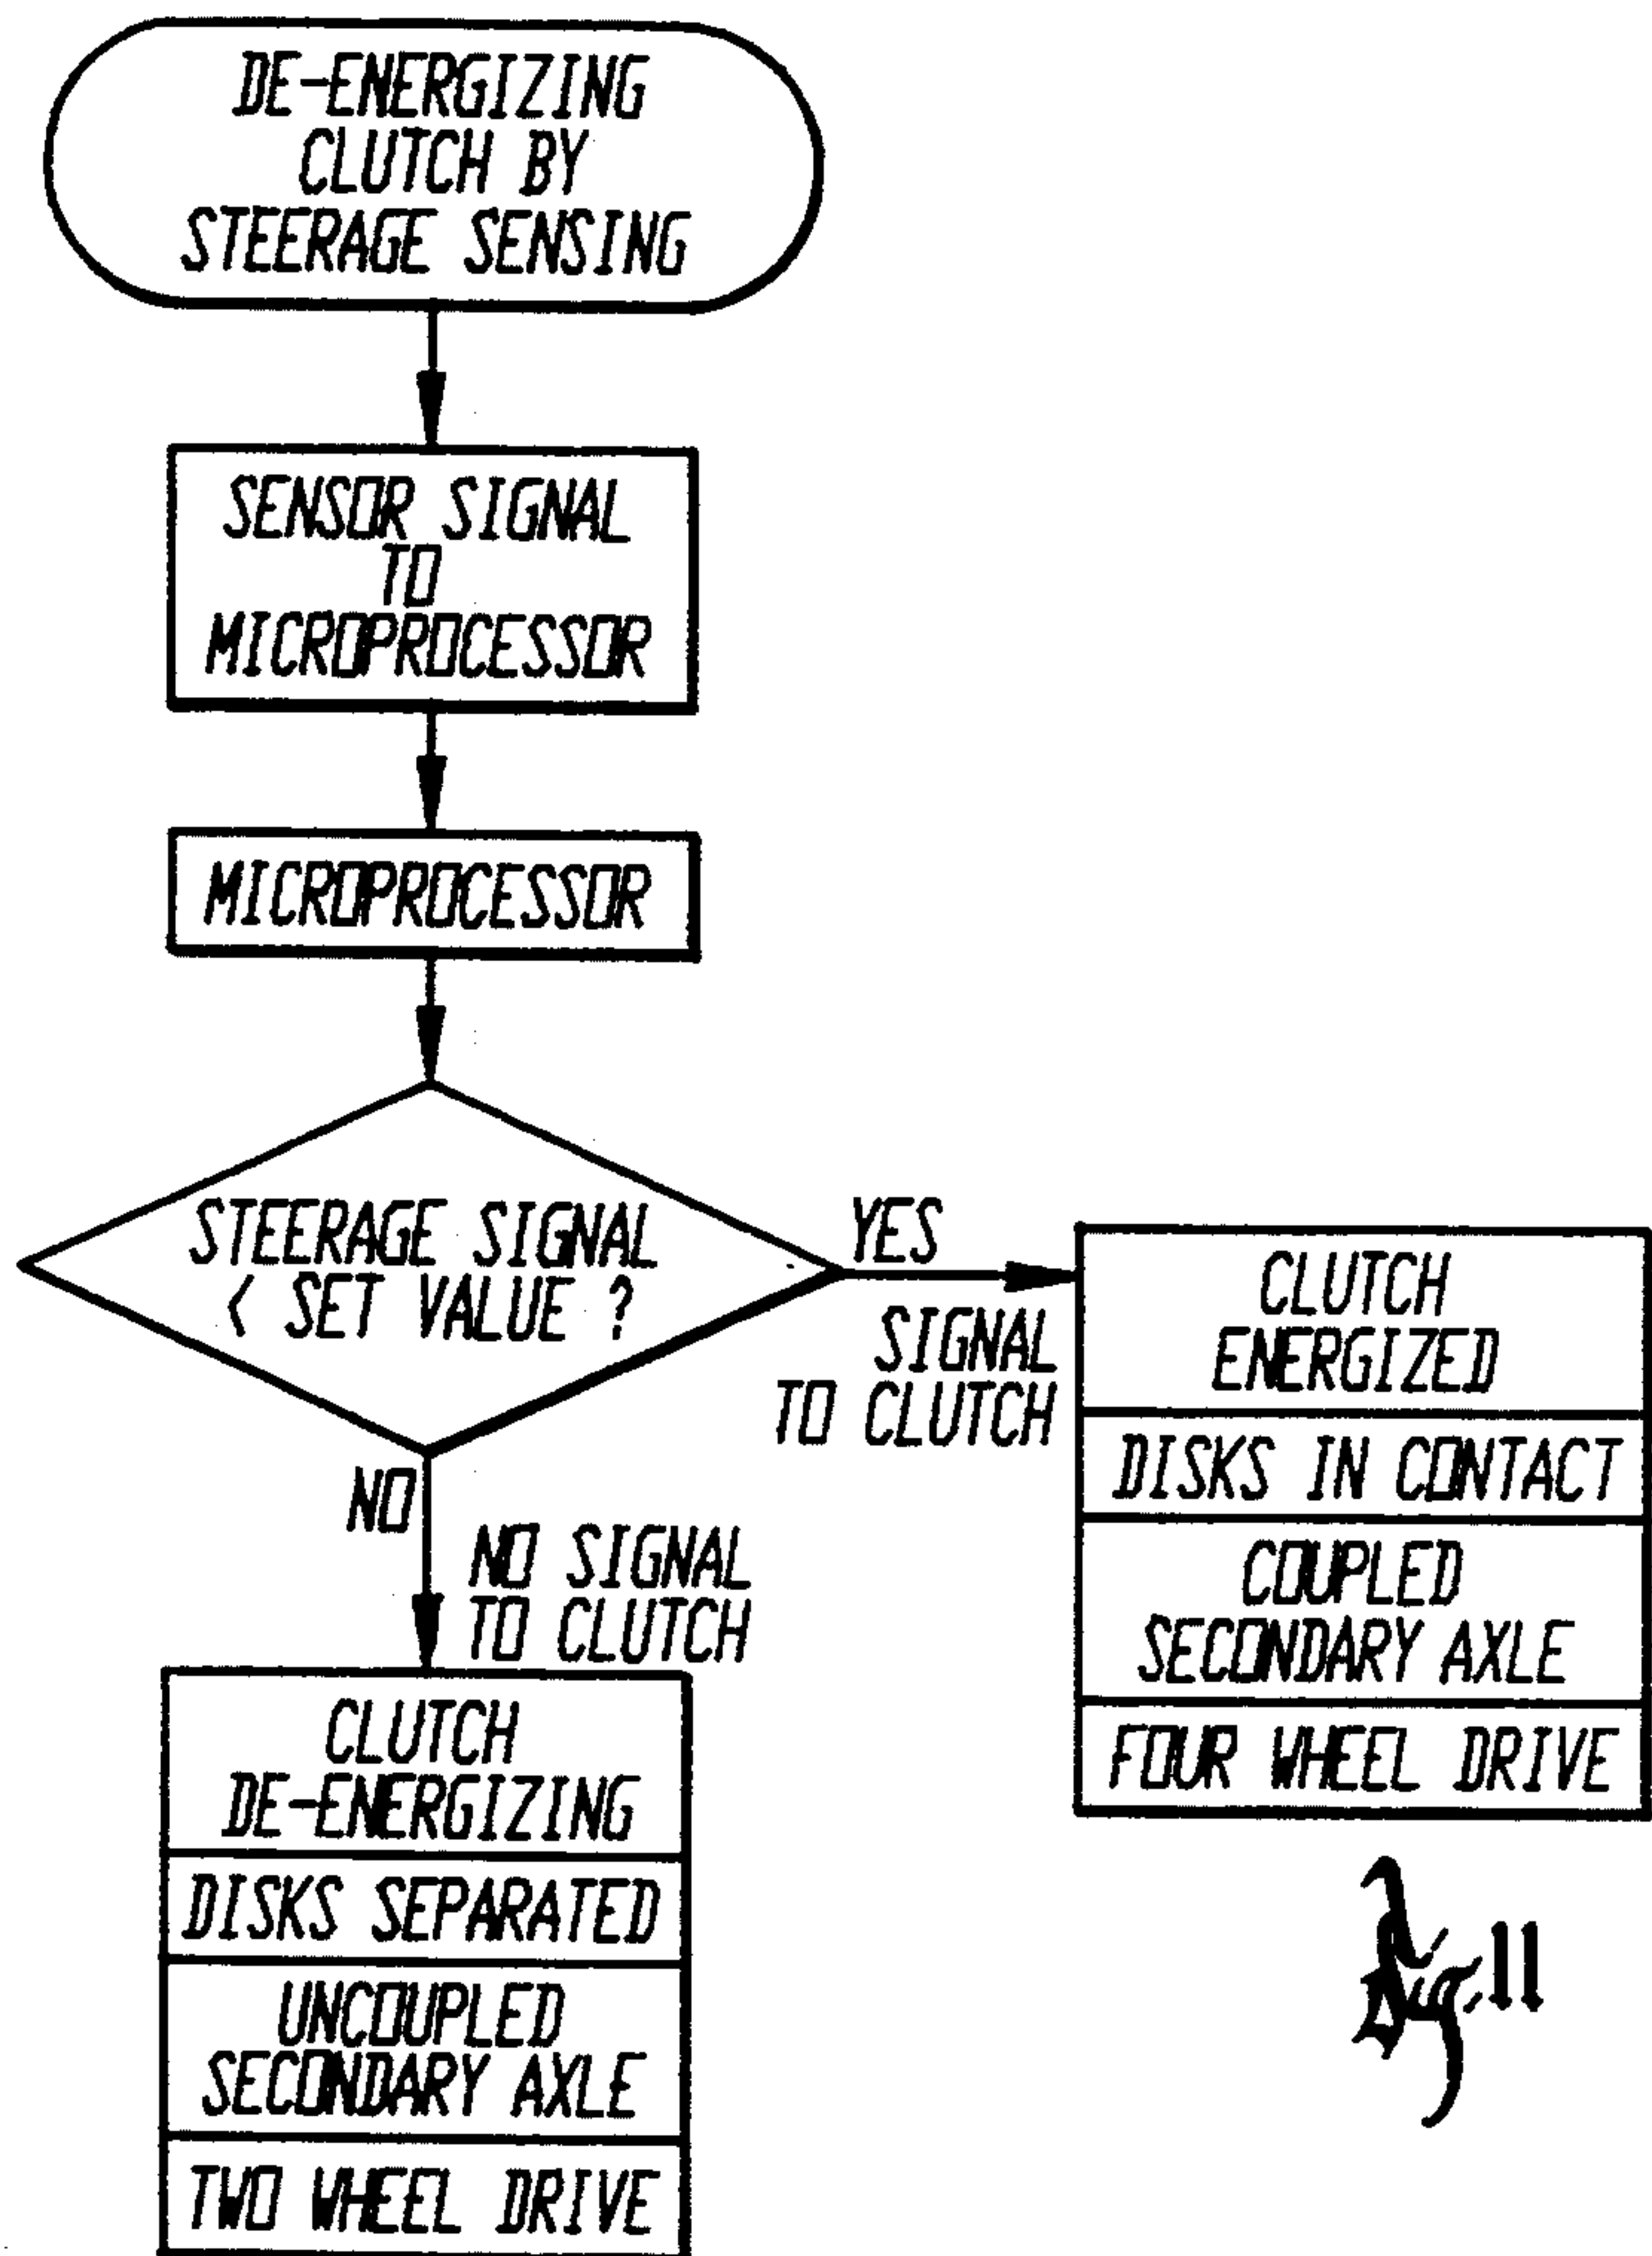 DE-ENERGIZING
CLUTCH BY
STEERAGE SENSING
SENSOR SIGNAL
TO
MICROPROCESSOR
MICROPROCESSOR
STEERAGE SIGNAL
< SET VALUE ?
YES
SIGNAL
TO CLUTCH
CLUTCH
ENERGIZED
DISKS IN CONTACT
COUPLED
SECONDARY AXLE
FOUR WHEEL DRIVE
NO
NO SIGNAL
TO CLUTCH
CLUTCH
DE-ENERGIZING
DISKS SEPARATED
UNCOUPLED
SECONDARY AXLE
TWO WHEEL DRIVE
Fig. 11